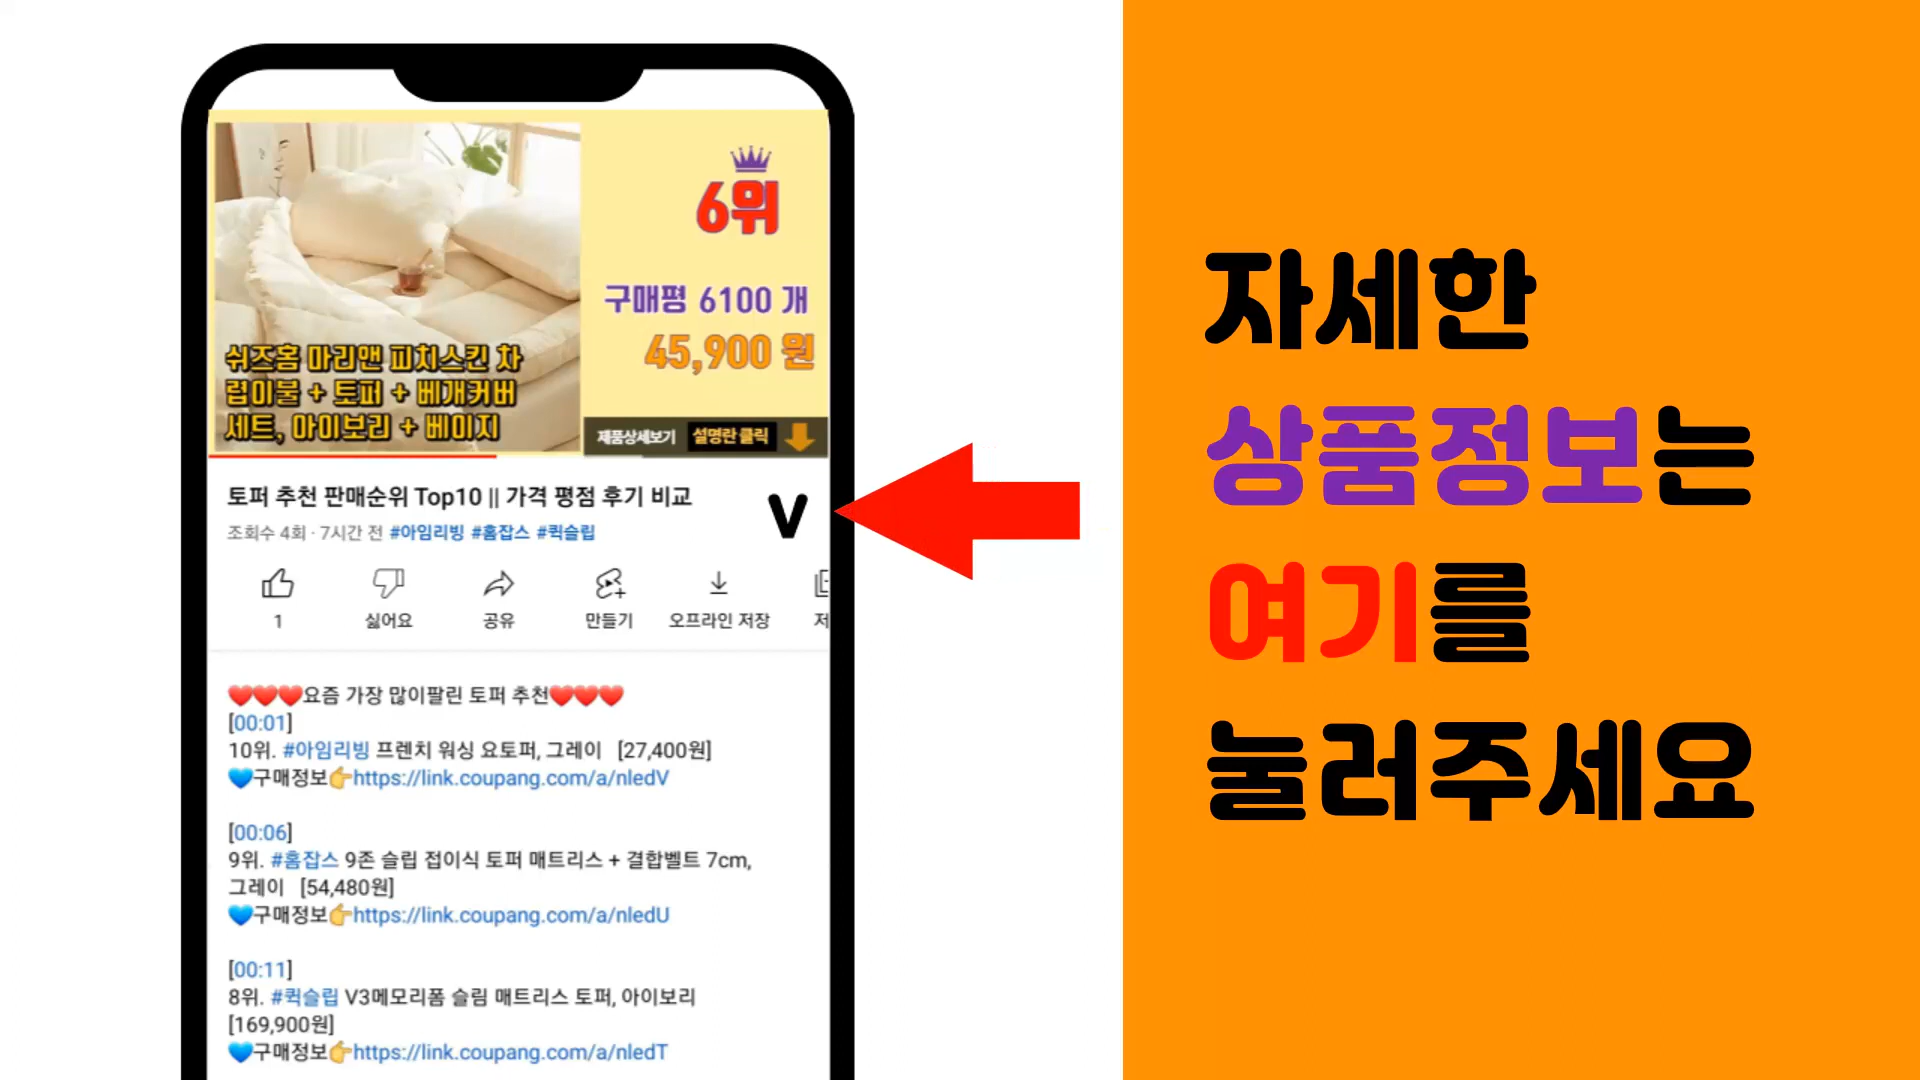 6위
구매평 6100 개
45,900 원
쉬즈홈 마리앤 피치스킨 차
렵이불 + 토퍼 + 베개커버
세트, 아이보리 + 베이지
제품상세보기 설명란 클릭
토퍼 추천 판매순위 Top10 || 가격 평점 후기 비교
V
조회수 4회 · 7시간 전 #아임리빙 #홈잡스 #퀵슬립
1 싫어요 공유 만들기 오프라인 저장 저
❤️❤️❤️요즘 가장 많이팔린 토퍼 추천❤️❤️❤️
[00:01]
10위. #아임리빙 프렌치 워싱 요토퍼, 그레이 [27,400원]
💙구매정보👉https://link.coupang.com/a/nledV
[00:06]
9위. #홈잡스 9존 슬립 접이식 토퍼 매트리스 + 결합벨트 7cm,
그레이 [54,480원]
💙구매정보👉https://link.coupang.com/a/nledU
[00:11]
8위. #퀵슬립 V3메모리폼 슬림 매트리스 토퍼, 아이보리
[169,900원]
💙구매정보👉https://link.coupang.com/a/nledT
자세한
상품정보는
여기를
눌러주세요